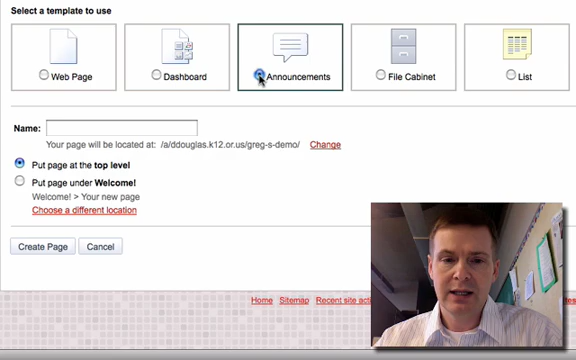 Select a template to use
Web Page
Dashboard
Announcements
File Cabinet
List
Name:
Your page will be located at: /a/ddouglas.k12.or.us/greg-s-demo/ Change
Put page at the top level
Put page under Welcome!
Welcome! > Your new page
Choose a different location
Create Page Cancel
Home Sitemap Recent site